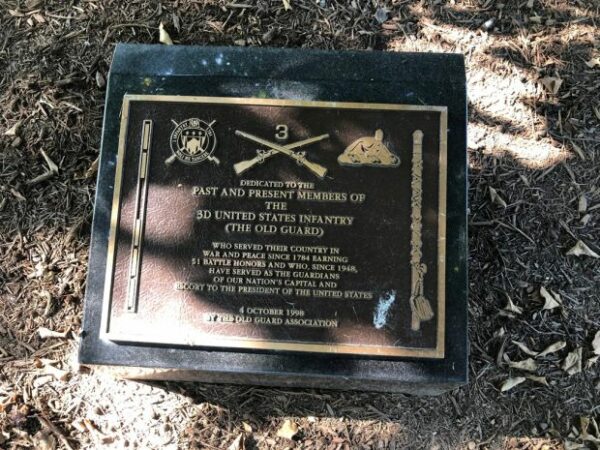 3
DEDICATED TO THE
PAST AND PRESENT MEMBERS OF
THE
3D UNITED STATES INFANTRY
(THE OLD GUARD)
WHO SERVED THEIR COUNTRY IN
WAR AND PEACE SINCE 1784 EARNING
51 BATTLE HONORS AND WHO, SINCE 1948,
HAVE SERVED AS THE GUARDIANS
OF OUR NATION'S CAPITAL AND
ESCORT TO THE PRESIDENT OF THE UNITED STATES
4 OCTOBER 1998
BY THE OLD GUARD ASSOCIATION